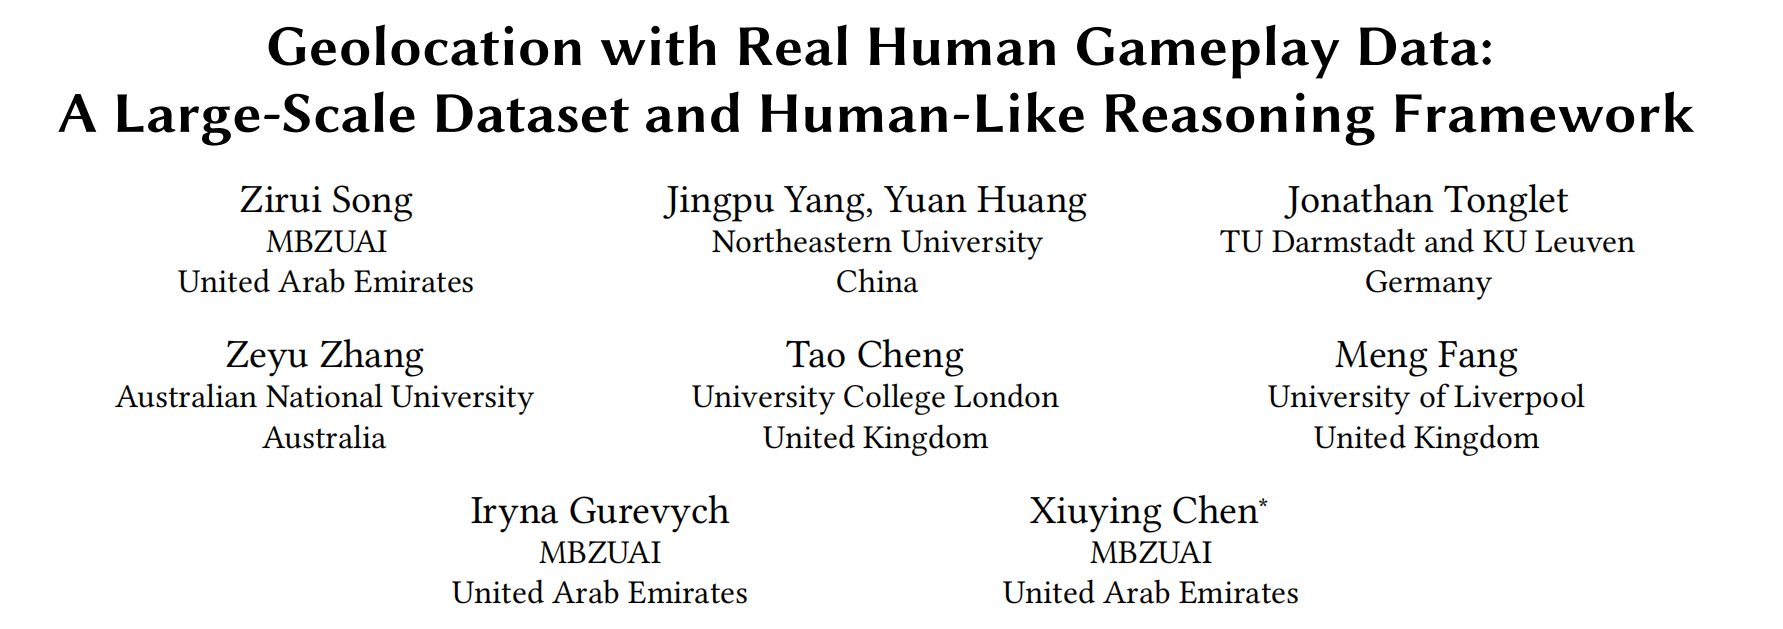 Geolocation with Real Human Gameplay Data:
A Large-Scale Dataset and Human-Like Reasoning Framework
Zirui Song
MBZUAI
United Arab Emirates
Jingpu Yang, Yuan Huang
Northeastern University
China
Jonathan Tonglet
TU Darmstadt and KU Leuven
Germany
Zeyu Zhang
Australian National University
Australia
Tao Cheng
University College London
United Kingdom
Meng Fang
University of Liverpool
United Kingdom
Iryna Gurevych
MBZUAI
United Arab Emirates
Xiuying Chen*
MBZUAI
United Arab Emirates